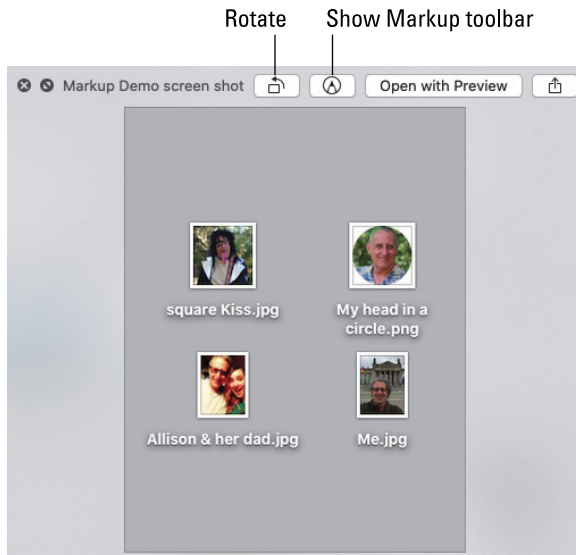 Rotate Show Markup toolbar
Markup Demo screen shot Open with Preview
square Kiss.jpg My head in a
circle.png
Allison & her dad.jpg Me.jpg